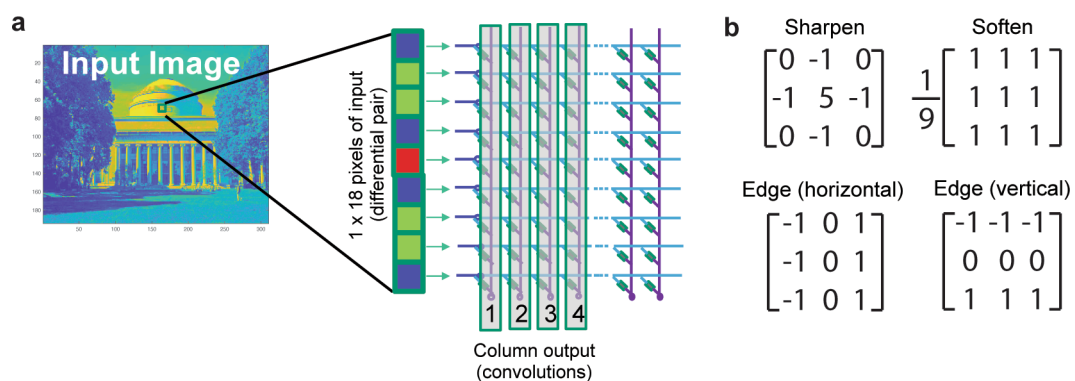 a
Input Image
20
40
60
80
100
120
140
160
180
50 100 150 200 250 300
1 x 18 pixels of input
(differential pair)
1 2 3 4
Column output
(convolutions)
b
Sharpen
0 -1 0
-1 5 -1
0 -1 0
Soften
1
9
1 1 1
1 1 1
1 1 1
Edge (horizontal)
-1 0 1
-1 0 1
-1 0 1
Edge (vertical)
-1 -1 -1
0 0 0
1 1 1